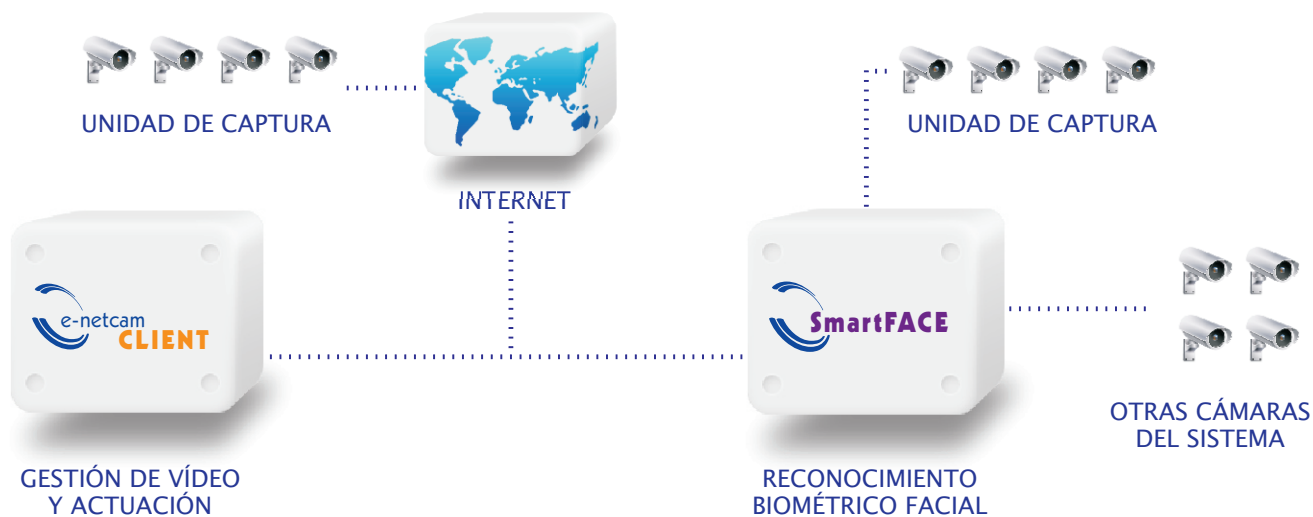 UNIDAD DE CAPTURA
INTERNET
UNIDAD DE CAPTURA
e-netcam
CLIENT
GESTIÓN DE VÍDEO
Y ACTUACIÓN
SmartFACE
RECONOCIMIENTO
BIOMÉTRICO FACIAL
OTRAS CÁMARAS
DEL SISTEMA